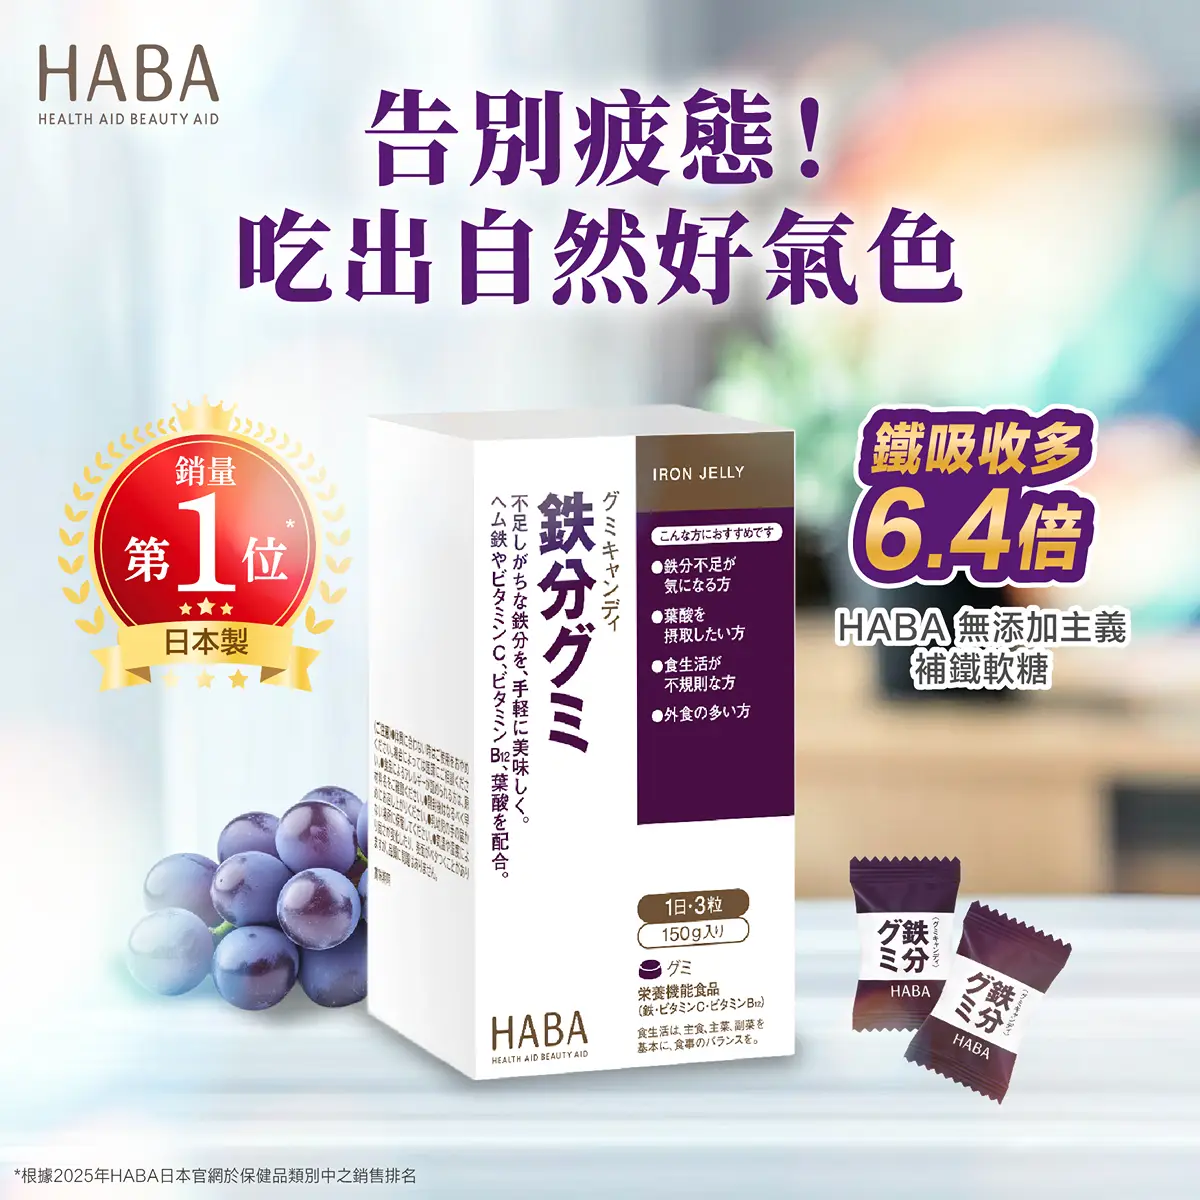 HABA
HEALTH AID BEAUTY AID
告別疲態！
吃出自然好氣色
銷量
第1位*
日本製
IRON JELLY
グミキャンディ
鉄分グミ
不足しがちな鉄分を、手軽に美味しく。
ヘム鉄やビタミンC、ビタミンB12、葉酸を配合。
こんな方におすすめです
●鉄分不足が
気になる方
●葉酸を
摂取したい方
●食生活が
不規則な方
●外食の多い方
1日・3粒
150g入り
グミ
栄養機能食品
(鉄・ビタミンC・ビタミンB12)
食生活は、主食、主菜、副菜を
基本に、食事のバランスを。
HABA
HEALTH AID BEAUTY AID
鐵吸收多
6.4倍
HABA 無添加主義
補鐵軟糖
(グミキャンディ)
鉄分
グミ
HABA
(グミキャンディ)
鉄分
グミ
HABA
*根據2025年HABA日本官網於保健品類別中之銷售排名